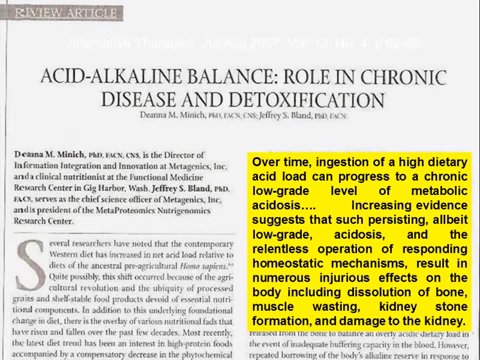 REVIEW ARTICLE
Alternative Therapies, Jul/Aug 2007, Vol. 13, No. 4 p 62-65
ACID-ALKALINE BALANCE: ROLE IN CHRONIC
DISEASE AND DETOXIFICATION
Deanna M. Minich, PhD, FACN, CNS; Jeffrey S. Bland, PhD, FACN
Deanna M. Minich, PhD, FACN, CNS, is the Director of
Information Integration and Innovation at Metagenics, Inc,
and a clinical nutritionist at the Functional Medicine
Research Center in Gig Harbor, Wash. Jeffrey S. Bland, PhD,
FACN, serves as the chief science officer of Metagenics, Inc,
and is president of the MetaProteomics Nutrigenomics
Research Center.
Several researchers have noted that the contemporary
Western diet has increased in net acid load relative to
diets of the ancestral pre-agricultural Homo sapiens.
Quite possibly, this shift occurred because of the agri-
cultural revolution and the ubiquity of processed
grains and shelf-stable food products devoid of essential nutri-
tional components. In addition to this underlying foundational
change in diet, there is the overlay of various nutritional fads that
have risen and fallen over the past few decades. Most recently,
the latest diet trend has been an interest in high-protein foods
accompanied by a compensatory decrease in the phytochemical
Over time, ingestion of a high dietary
acid load can progress to a chronic
low-grade level of metabolic
acidosis…. Increasing evidence
suggests that such persisting, allbeit
low-grade, acidosis, and the
relentless operation of responding
homeostatic mechanisms, result in
numerous injurious effects on the
body including dissolution of bone,
muscle wasting, kidney stone
formation, and damage to the kidney.
released from the bone to balance an overly acidic dietary load in
the event of inadequate buffering capacity in the blood. However,
repeated borrowing of the body's alkaline reserve in response to